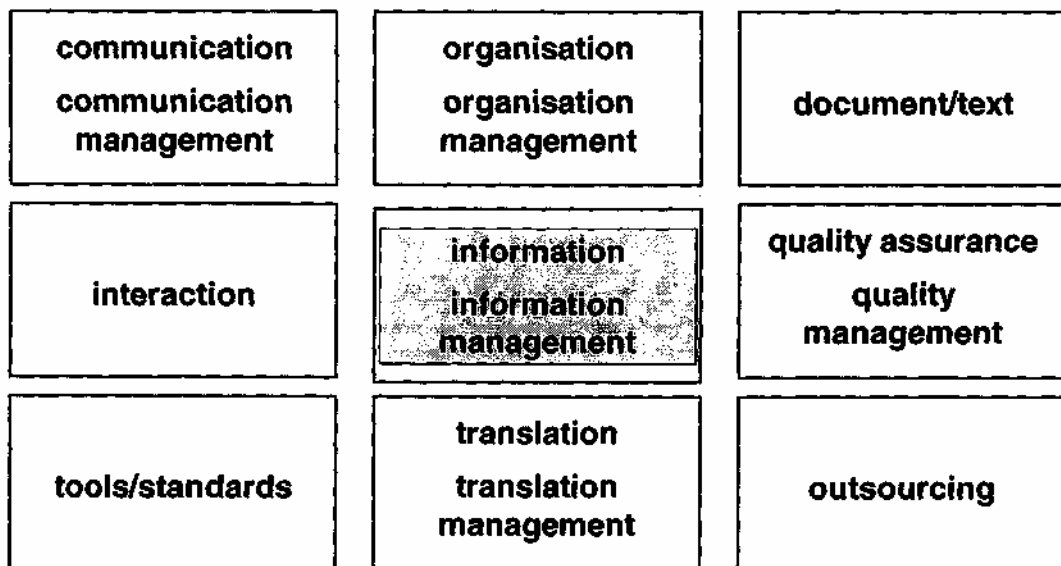 communication
communication
management
organisation
organisation
management
document/text
interaction
information
information
management
quality assurance
quality
management
tools/standards
translation
translation
management
outsourcing